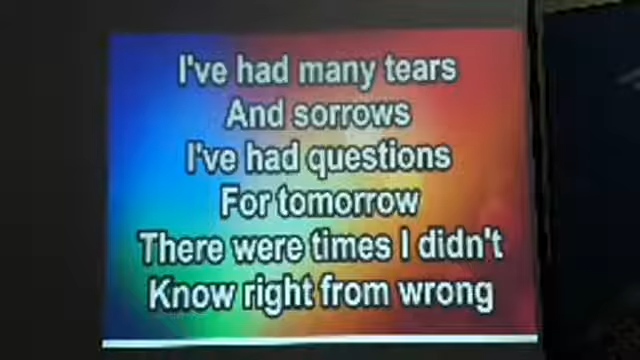 I've had many tears
And sorrows
I've had questions
For tomorrow
There were times I didn't
Know right from wrong